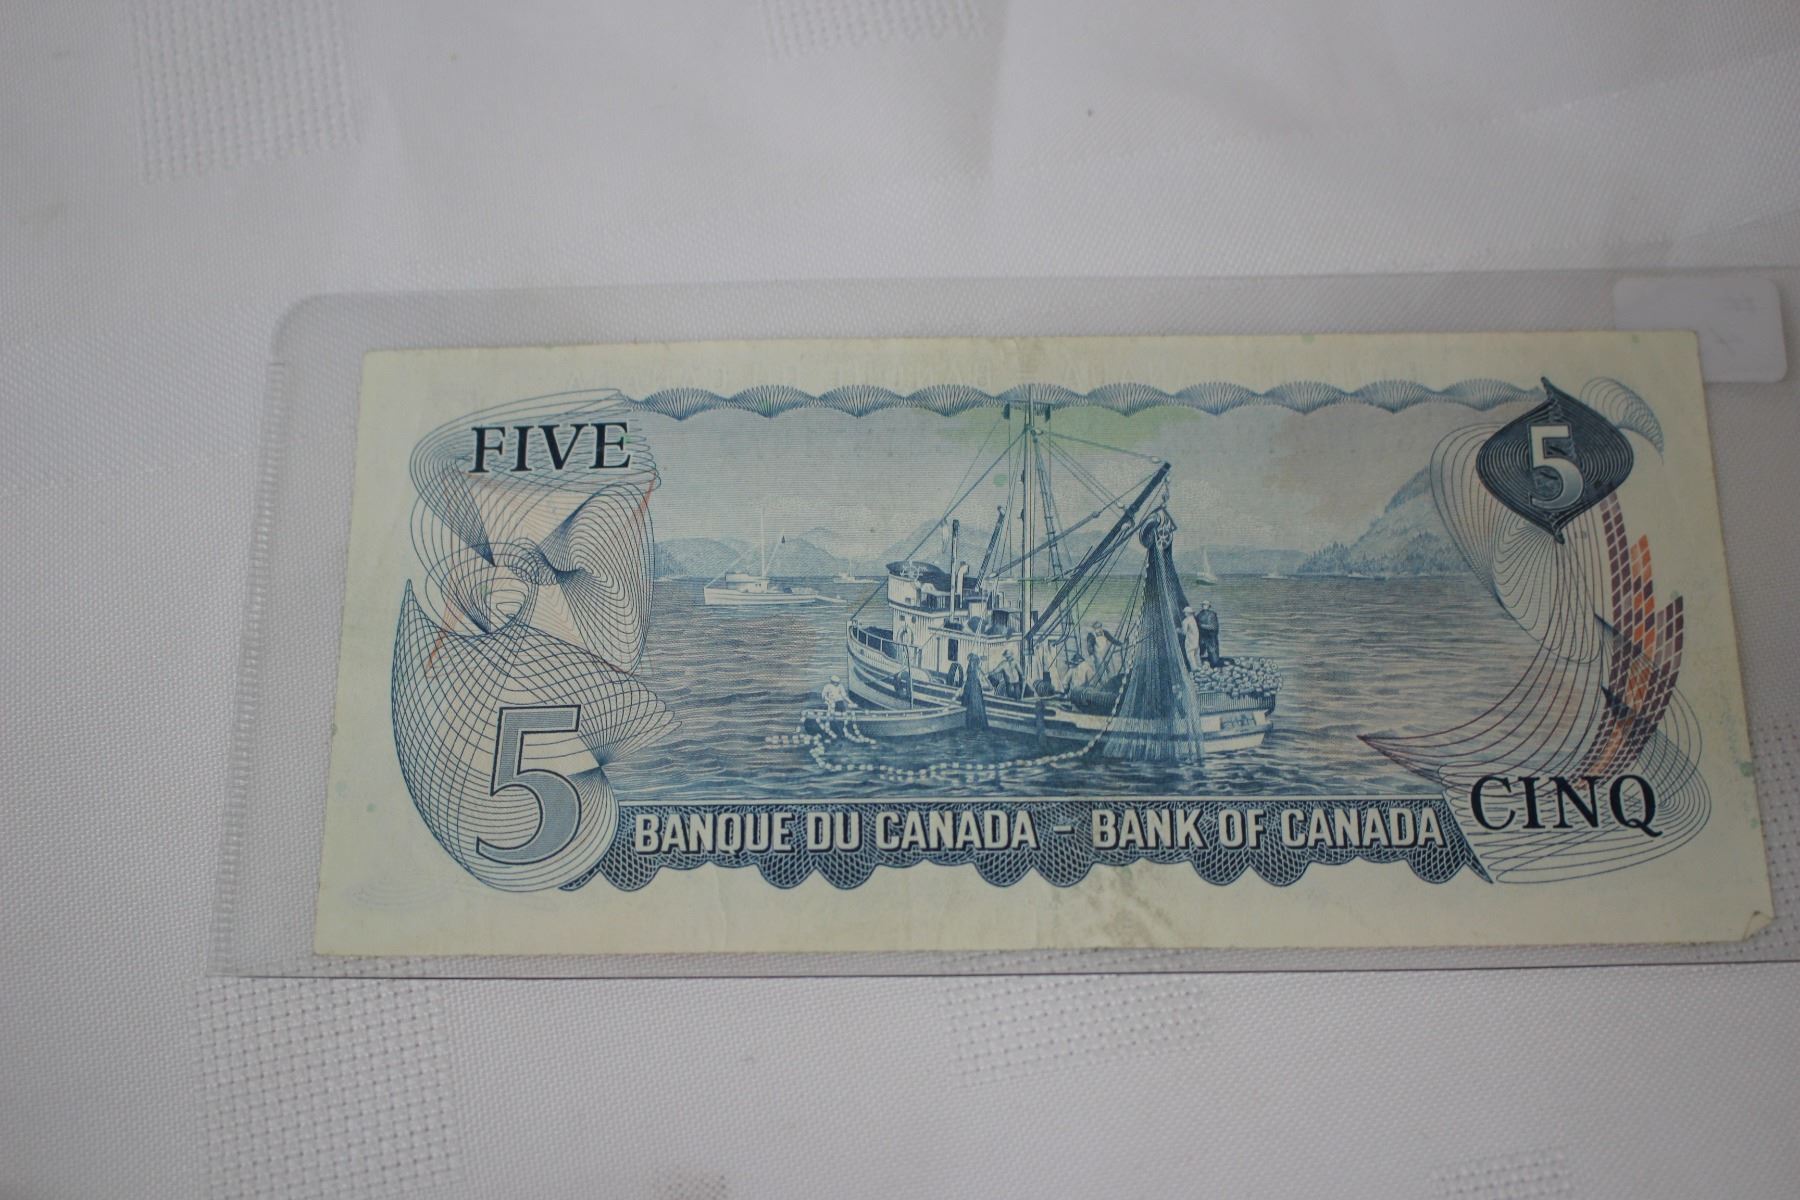 FIVE
5
5
BANQUE DU CANADA – BANK OF CANADA
CINQ